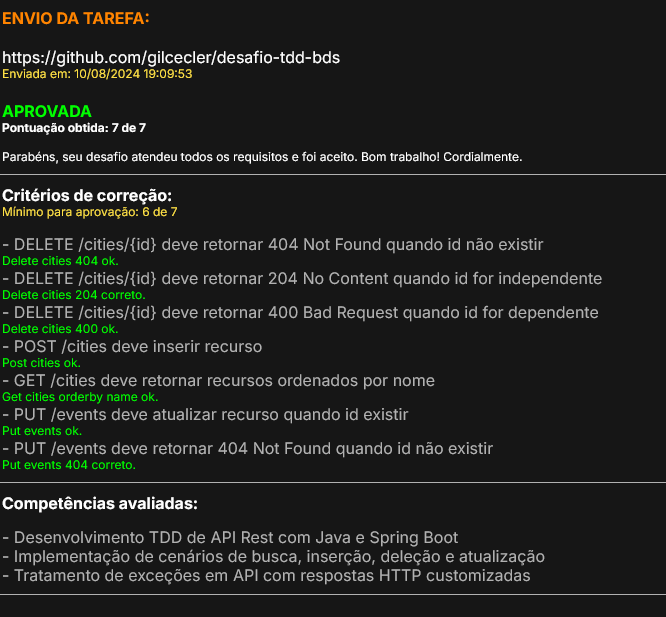 ENVIO DA TAREFA:
https://github.com/gilcecler/desafio-tdd-bds
Enviada em: 10/08/2024 19:09:53
APROVADA
Pontuação obtida: 7 de 7
Parabéns, seu desafio atendeu todos os requisitos e foi aceito. Bom trabalho! Cordialmente.
Critérios de correção:
Mínimo para aprovação: 6 de 7
- DELETE /cities/{id} deve retornar 404 Not Found quando id não existir
Delete cities 404 ok.
- DELETE /cities/{id} deve retornar 204 No Content quando id for independente
Delete cities 204 correto.
- DELETE /cities/{id} deve retornar 400 Bad Request quando id for dependente
Delete cities 400 ok.
- POST /cities deve inserir recurso
Post cities ok.
- GET /cities deve retornar recursos ordenados por nome
Get cities orderby name ok.
- PUT /events deve atualizar recurso quando id existir
Put events ok.
- PUT /events deve retornar 404 Not Found quando id não existir
Put events 404 correto.
Competências avaliadas:
- Desenvolvimento TDD de API Rest com Java e Spring Boot
- Implementação de cenários de busca, inserção, deleção e atualização
- Tratamento de exceções em API com respostas HTTP customizadas